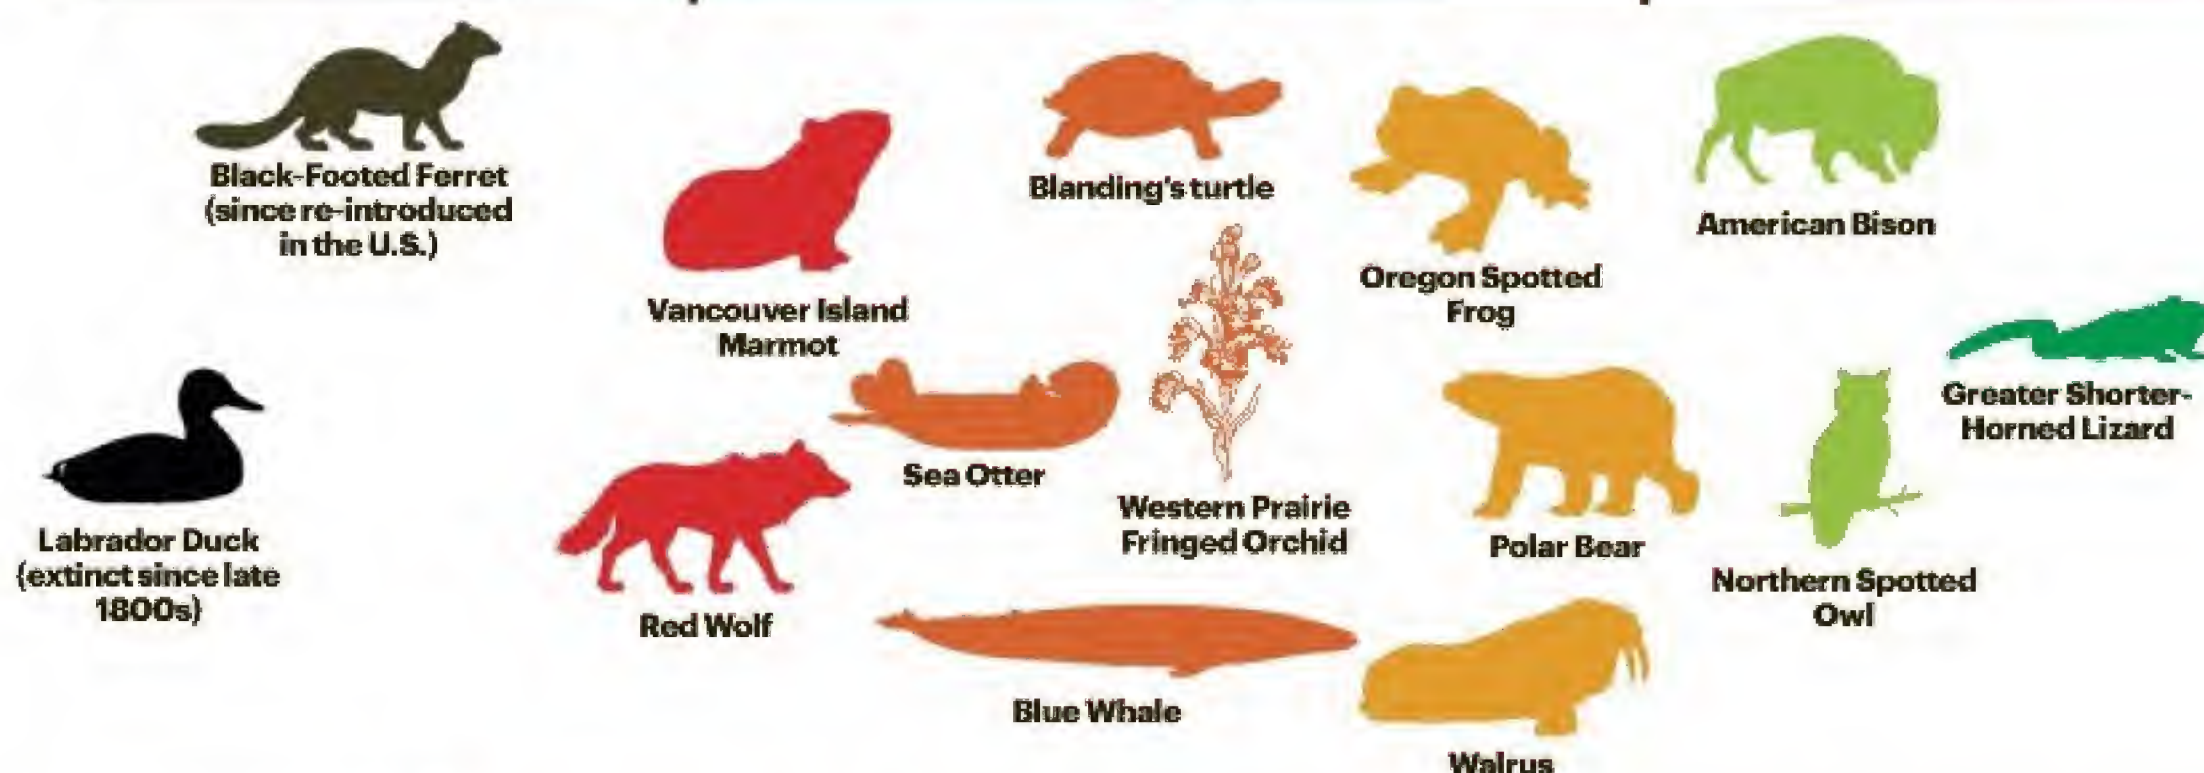 Black-Footed Ferret
(since re-introduced
in the U.S.)
Labrador Duck
(extinct since late
1800s)
Vancouver Island
Marmot
Red Wolf
Blanding's turtle
Sea Otter
Western Prairie
Fringed Orchid
Blue Whale
Oregon Spotted
Frog
Polar Bear
Walrus
American Bison
Northern Spotted
Owl
Greater Shorter-
Horned Lizard